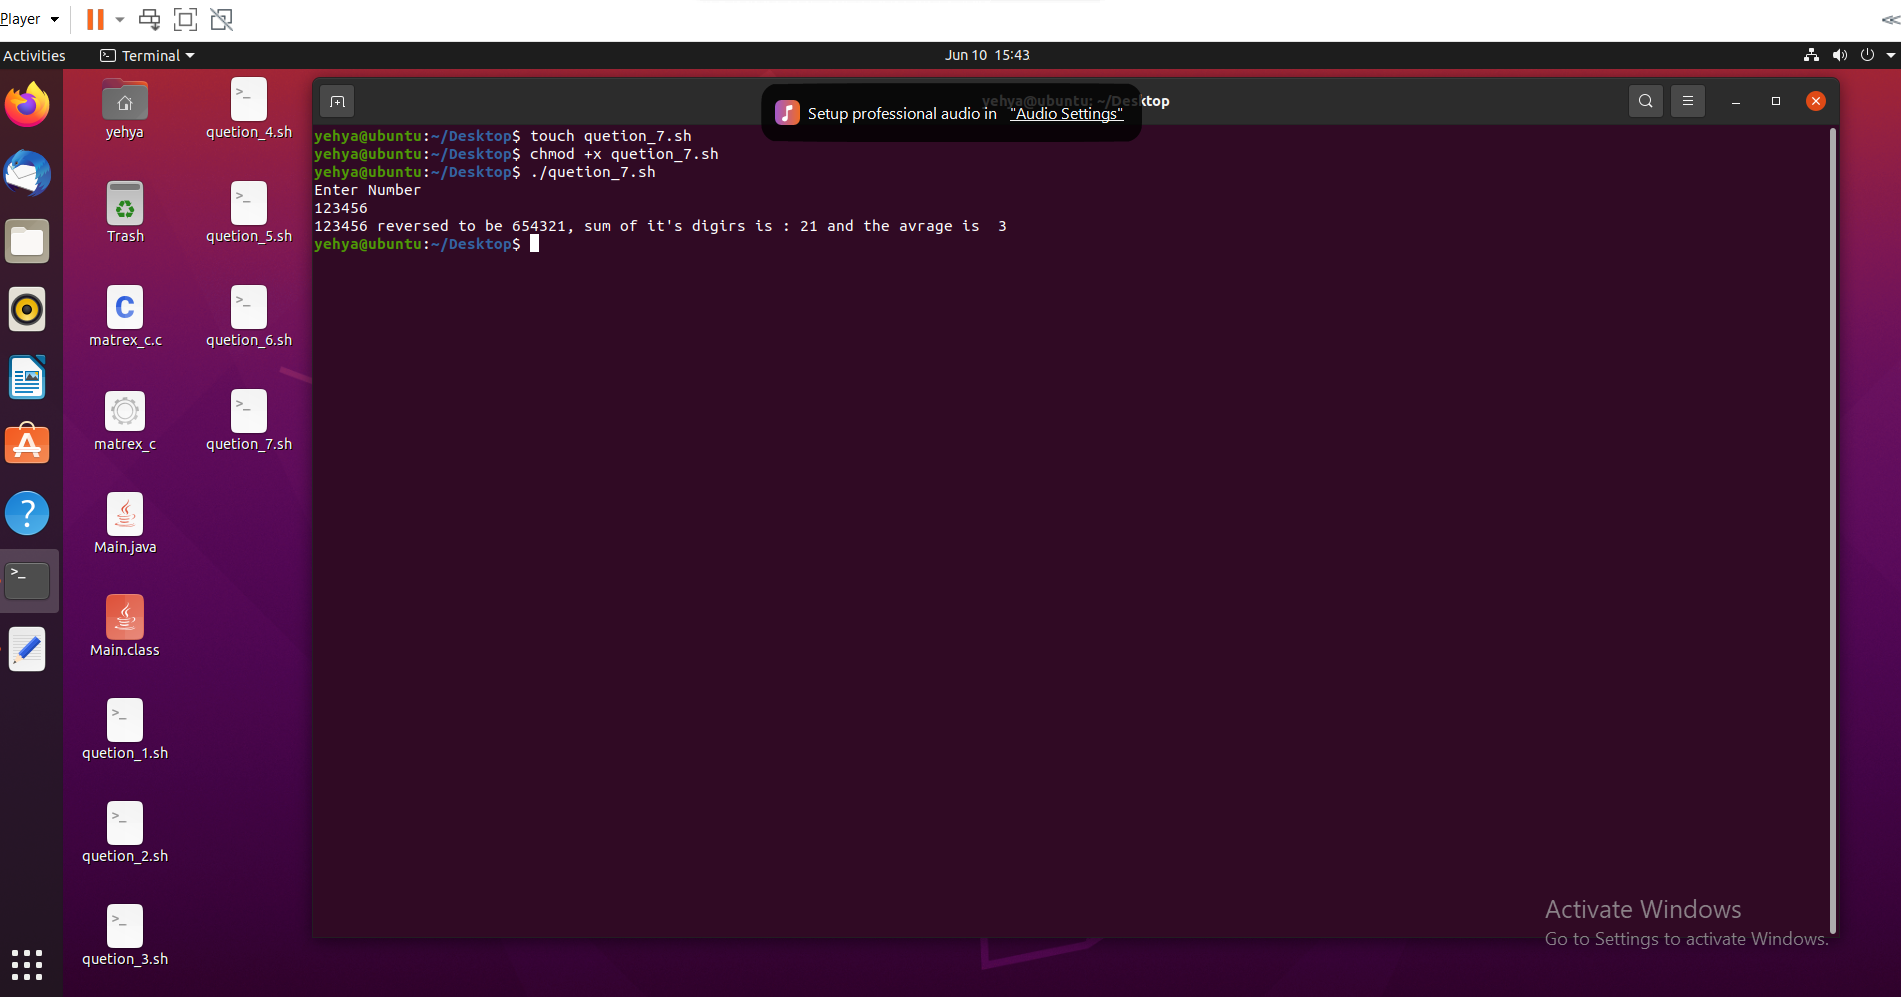 Player
Activities
Terminal
Jun 10 15:43
yehya@ubuntu: ~/Desktop
Setup professional audio in "Audio Settings"
yehya@ubuntu:~/Desktop$ touch quetion_7.sh
yehya@ubuntu:~/Desktop$ chmod +x quetion_7.sh
yehya@ubuntu:~/Desktop$ ./quetion_7.sh
Enter Number
123456
123456 reversed to be 654321, sum of it's digirs is : 21 and the avrage is  3
yehya@ubuntu:~/Desktop$
yehya
quetion_4.sh
Trash
quetion_5.sh
matrex_c.c
quetion_6.sh
matrex_c
quetion_7.sh
Main.java
Main.class
quetion_1.sh
quetion_2.sh
quetion_3.sh
Activate Windows
Go to Settings to activate Windows.